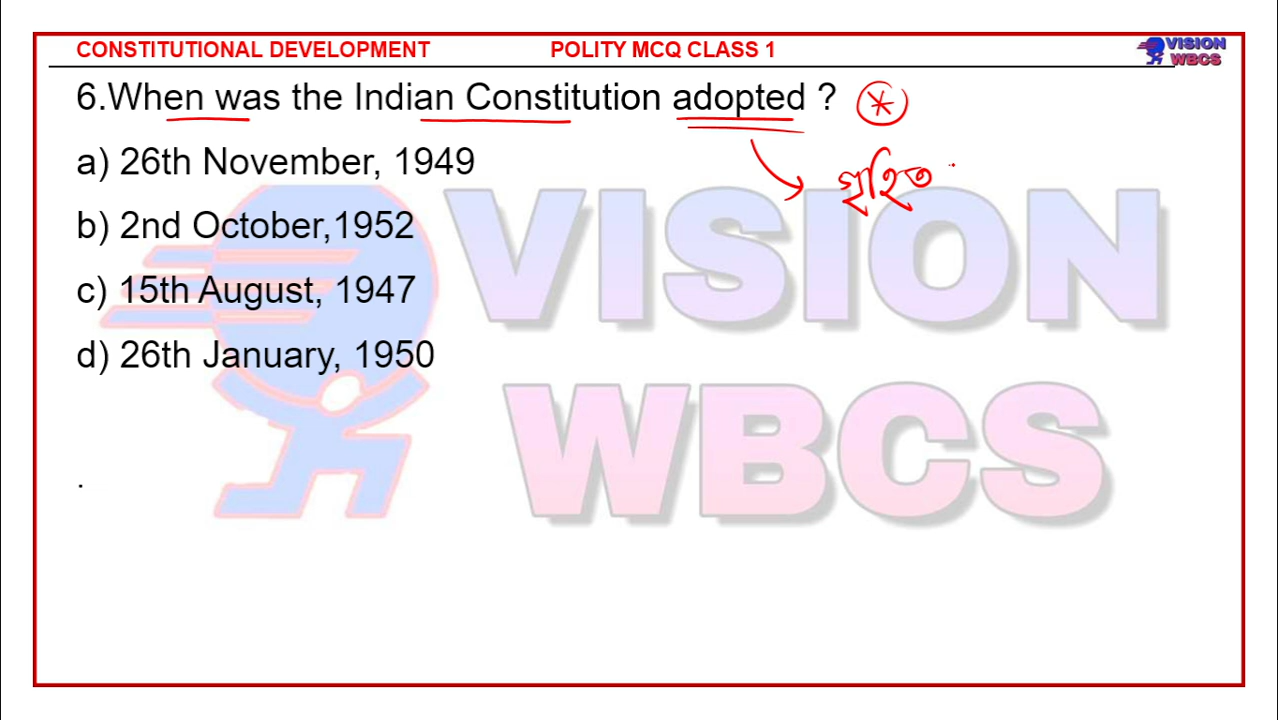 CONSTITUTIONAL DEVELOPMENT POLITY MCQ CLASS 1 VISION WBCS
6.When was the Indian Constitution adopted ?
a) 26th November, 1949
গৃহিত
b) 2nd October,1952
c) 15th August, 1947
d) 26th January, 1950
.
VISION
WBCS